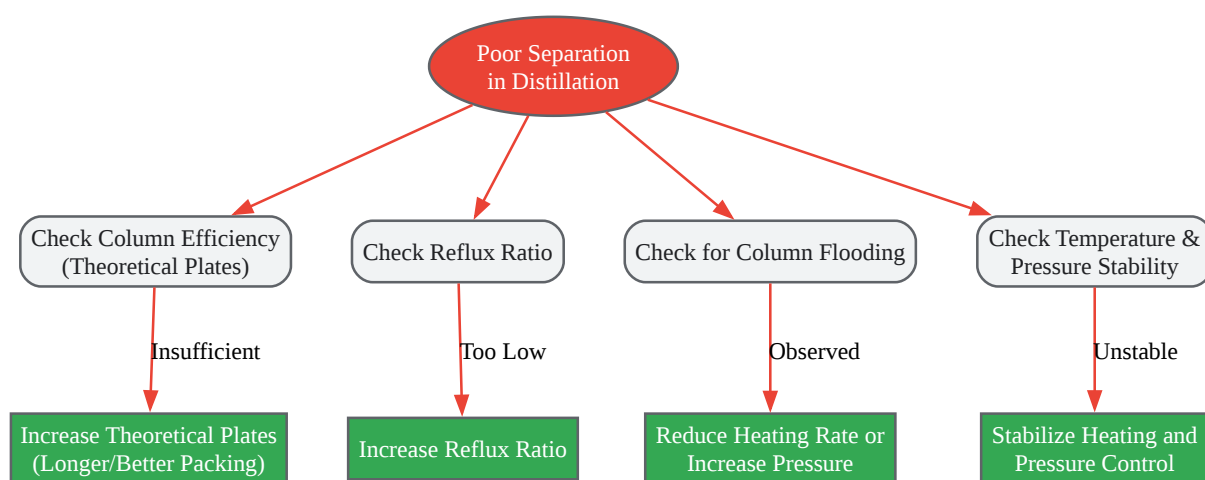 Poor Separation
in Distillation
Check Column Efficiency
(Theoretical Plates)
Check Reflux Ratio
Check for Column Flooding
Check Temperature &
Pressure Stability
Insufficient
Too Low
Observed
Unstable
Increase Theoretical Plates
(Longer/Better Packing)
Increase Reflux Ratio
Reduce Heating Rate or
Increase Pressure
Stabilize Heating and
Pressure Control